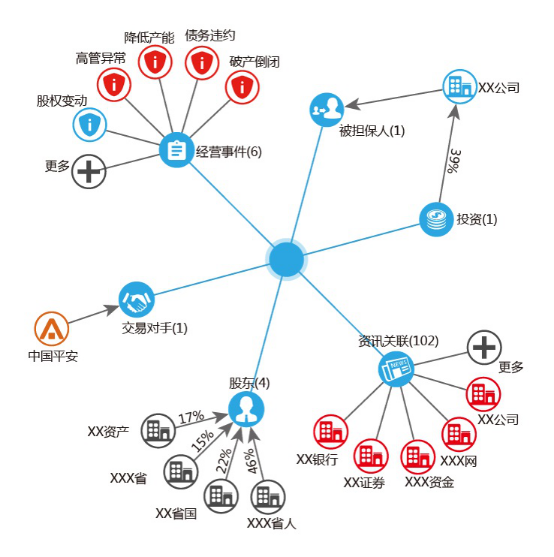 债务违约
降低产能
高管异常
破产倒闭
股权变动
XX公司
被担保人(1)
经营事件(6)
更多
39%
投资(1)
交易对手(1)
资讯关联(102)
中国平安
更多
股东(4)
NEWS
17%
XX公司
XX资产
15%
22%
46%
XX银行
XXX网
XXX省
XX证券
XXX资金
XX省国
XXX省人